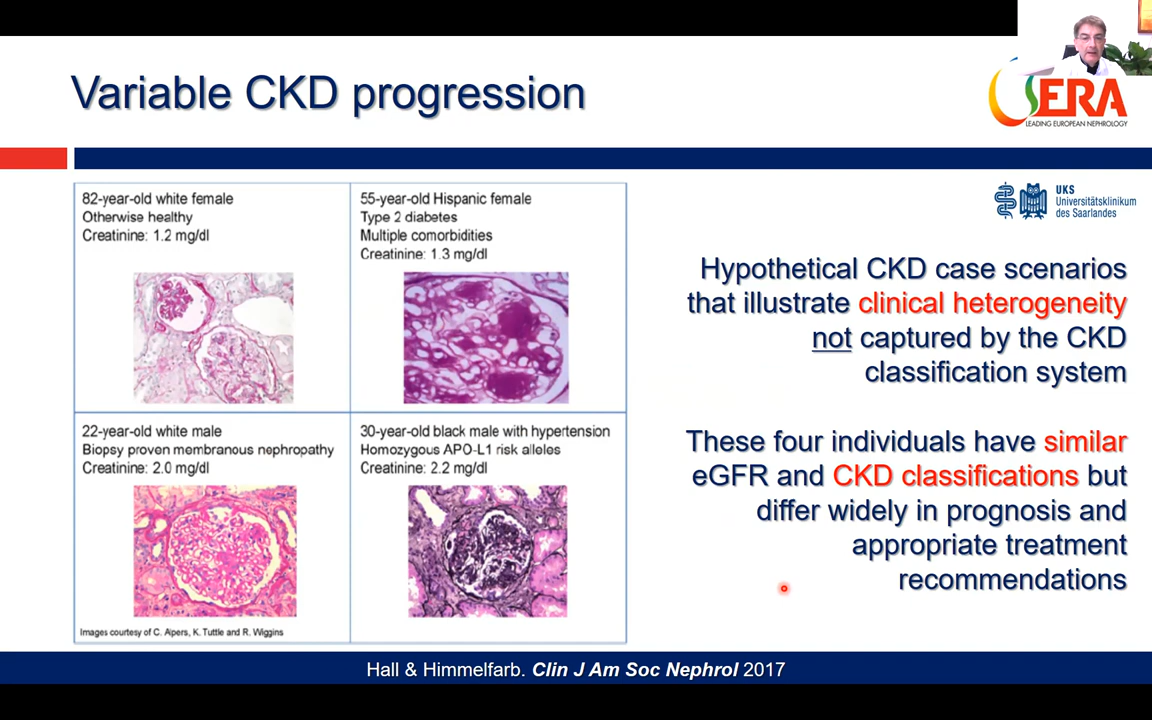 Variable CKD progression
ERA
LEADING EUROPEAN NEPHROLOGY
UKS
Universitätsklinikum
des Saarlandes
82-year-old white female
Otherwise healthy
Creatinine: 1.2 mg/dl
55-year-old Hispanic female
Type 2 diabetes
Multiple comorbidities
Creatinine: 1.3 mg/dl
22-year-old white male
Biopsy proven membranous nephropathy
Creatinine: 2.0 mg/dl
30-year-old black male with hypertension
Homozygous APO-L1 risk alleles
Creatinine: 2.2 mg/dl
Images courtesy of C. Alpers, K. Tuttle and R. Wiggins
Hypothetical CKD case scenarios
that illustrate clinical heterogeneity
not captured by the CKD
classification system
These four individuals have similar
eGFR and CKD classifications but
differ widely in prognosis and
appropriate treatment
recommendations
Hall & Himmelfarb. Clin J Am Soc Nephrol 2017